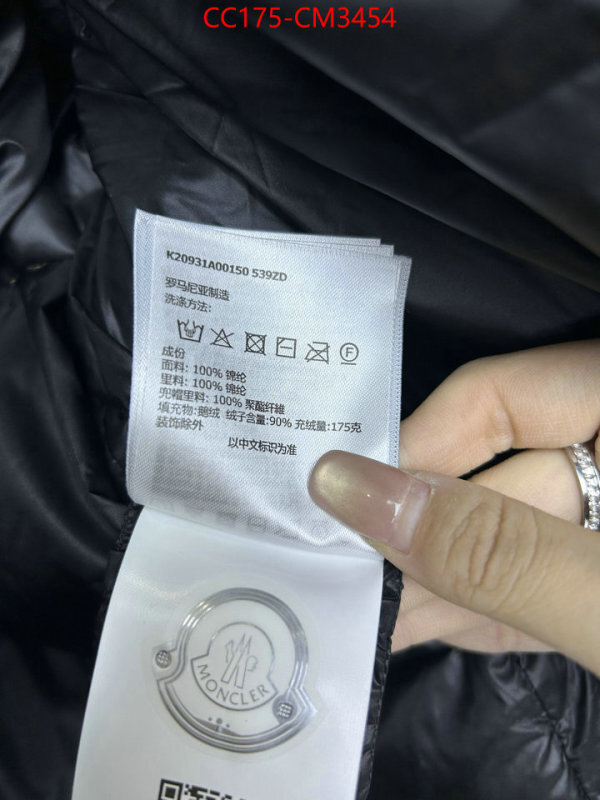 CC175-CM3454
K20931A00150 539ZD
罗马尼亚制造
洗涤方法：
F
成份
面料：100% 锦纶
里料：100% 锦纶
兜帽里料：100% 聚酯纤維
填充物：鹅绒 绒子含量：90% 充绒量：175克
装饰除外
以中文标识为准
MONCLER